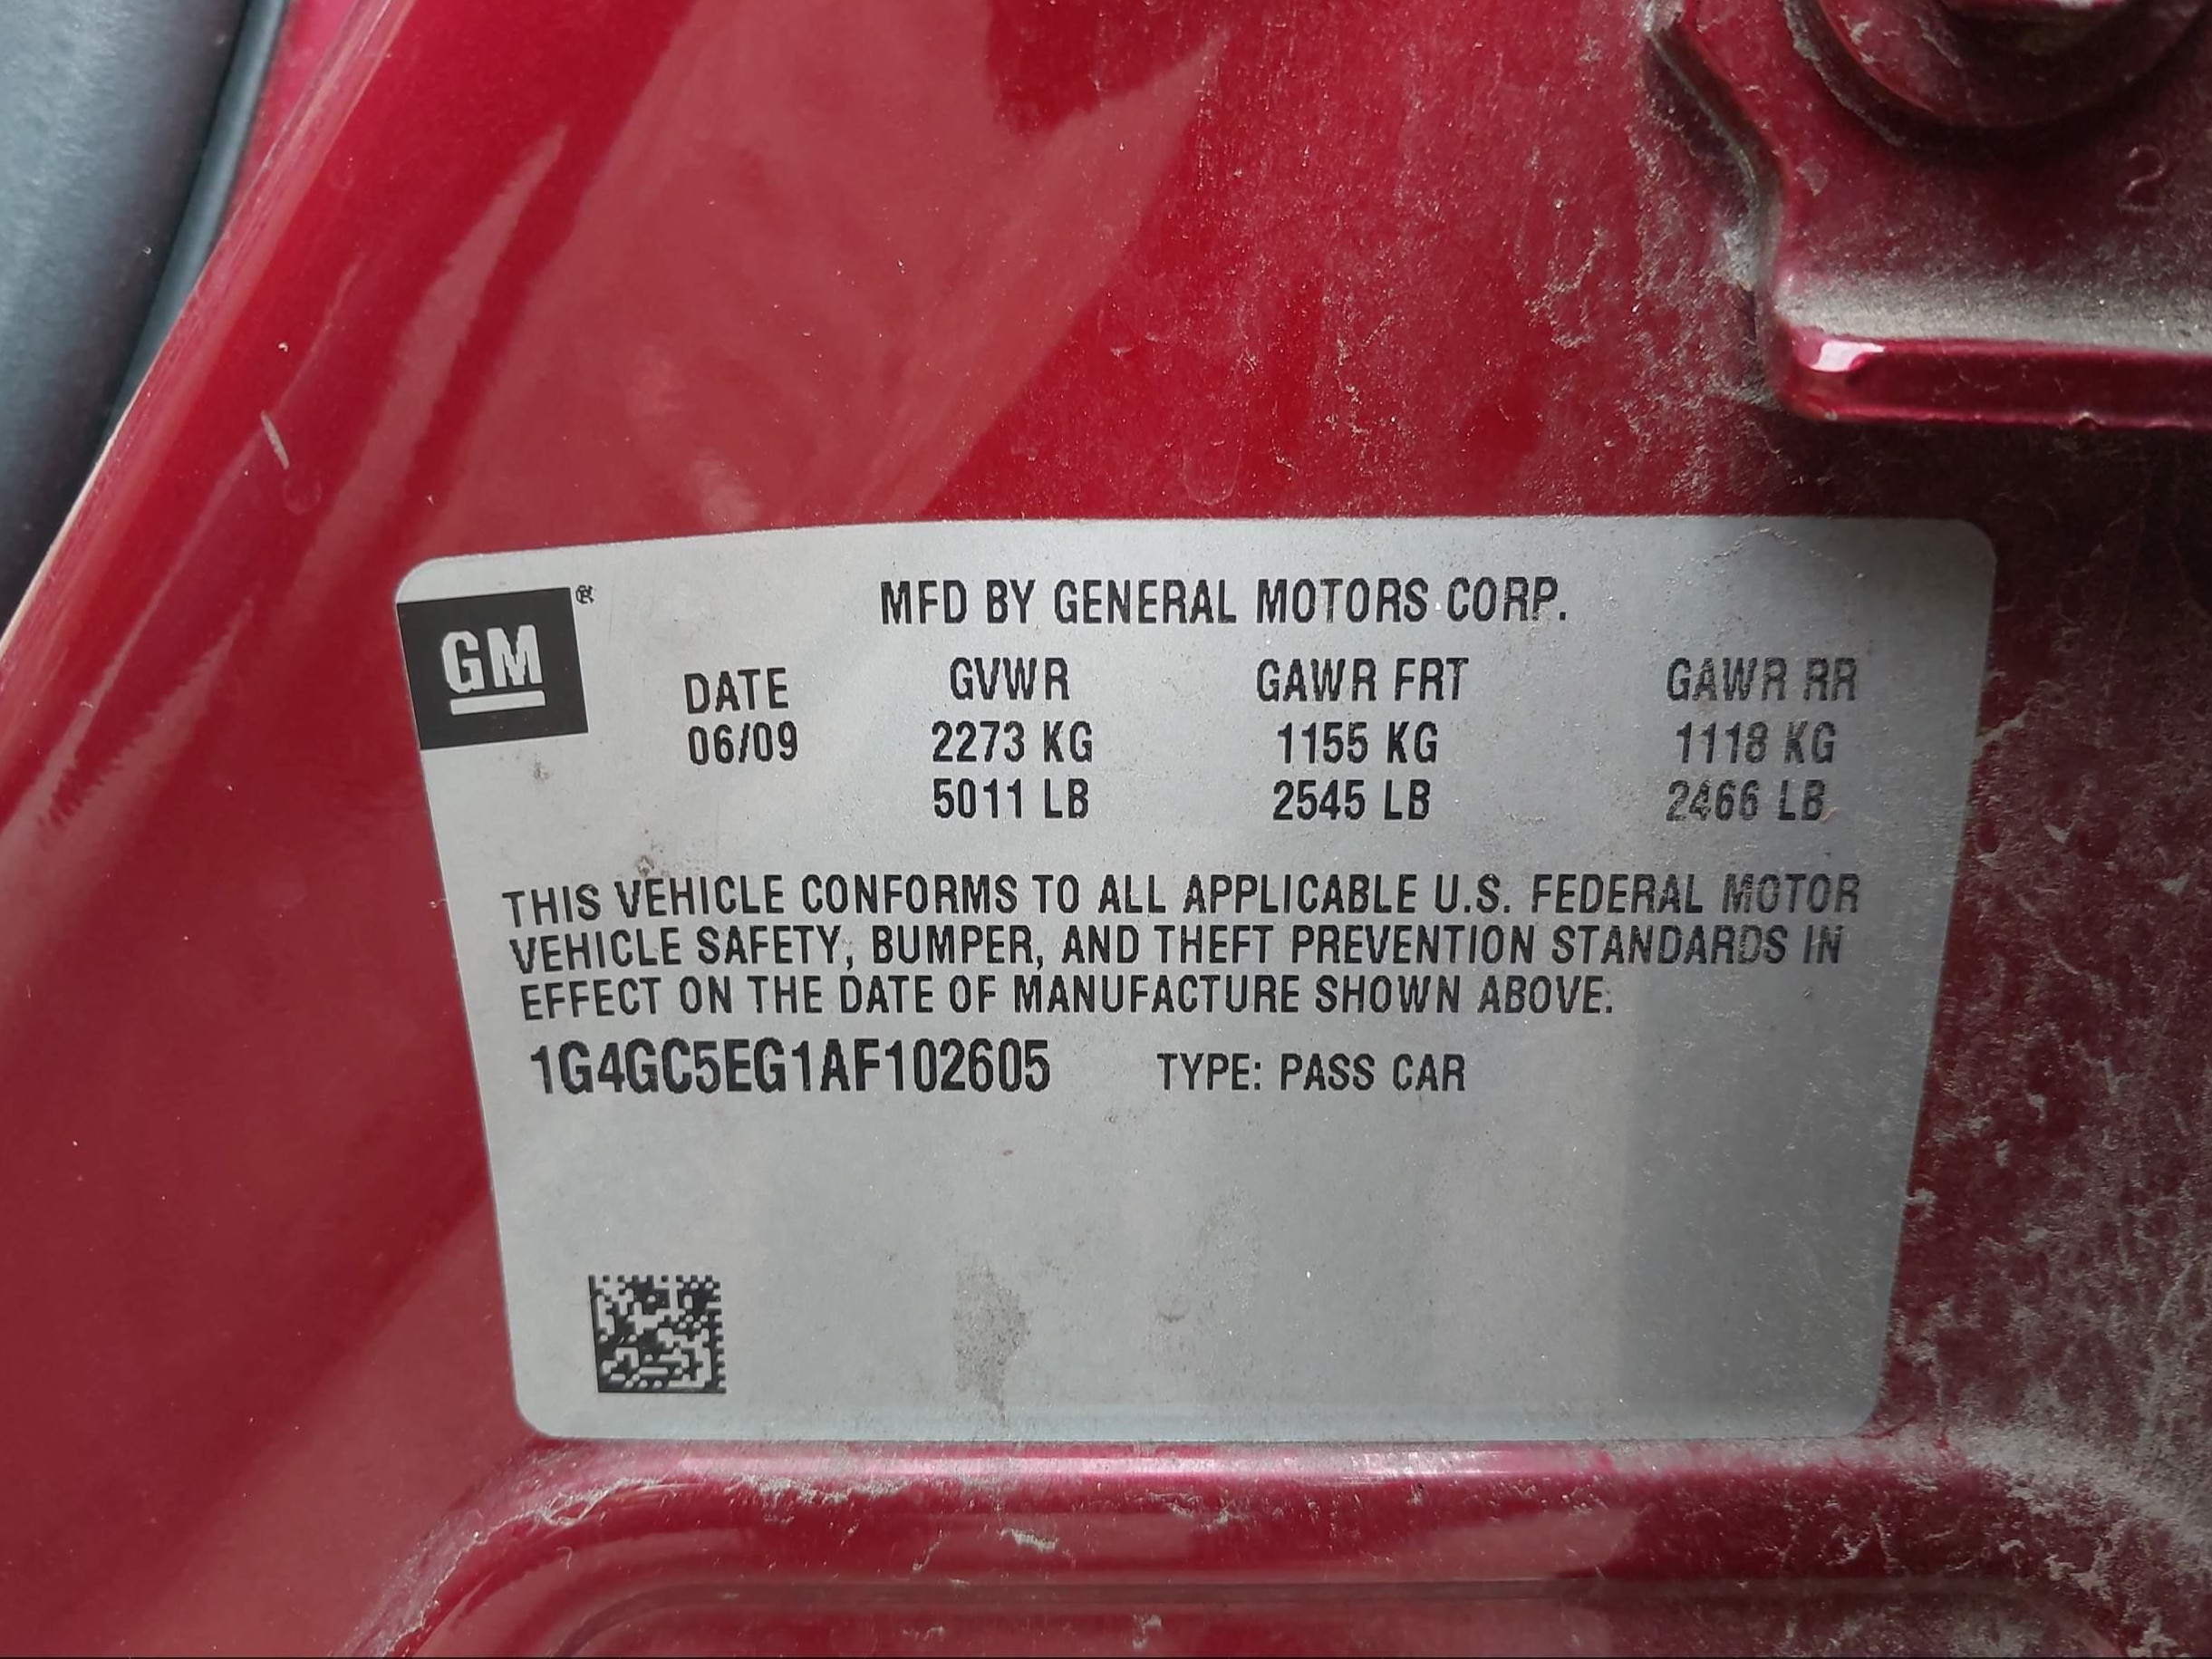 GM®
MFD BY GENERAL MOTORS CORP.
DATE GVWR GAWR FRT GAWR RR
06/09 2273 KG 1155 KG 1118 KG
5011 LB 2545 LB 2466 LB
THIS VEHICLE CONFORMS TO ALL APPLICABLE U.S. FEDERAL MOTOR
VEHICLE SAFETY, BUMPER, AND THEFT PREVENTION STANDARDS IN
EFFECT ON THE DATE OF MANUFACTURE SHOWN ABOVE.
1G4GC5EG1AF102605 TYPE: PASS CAR
2